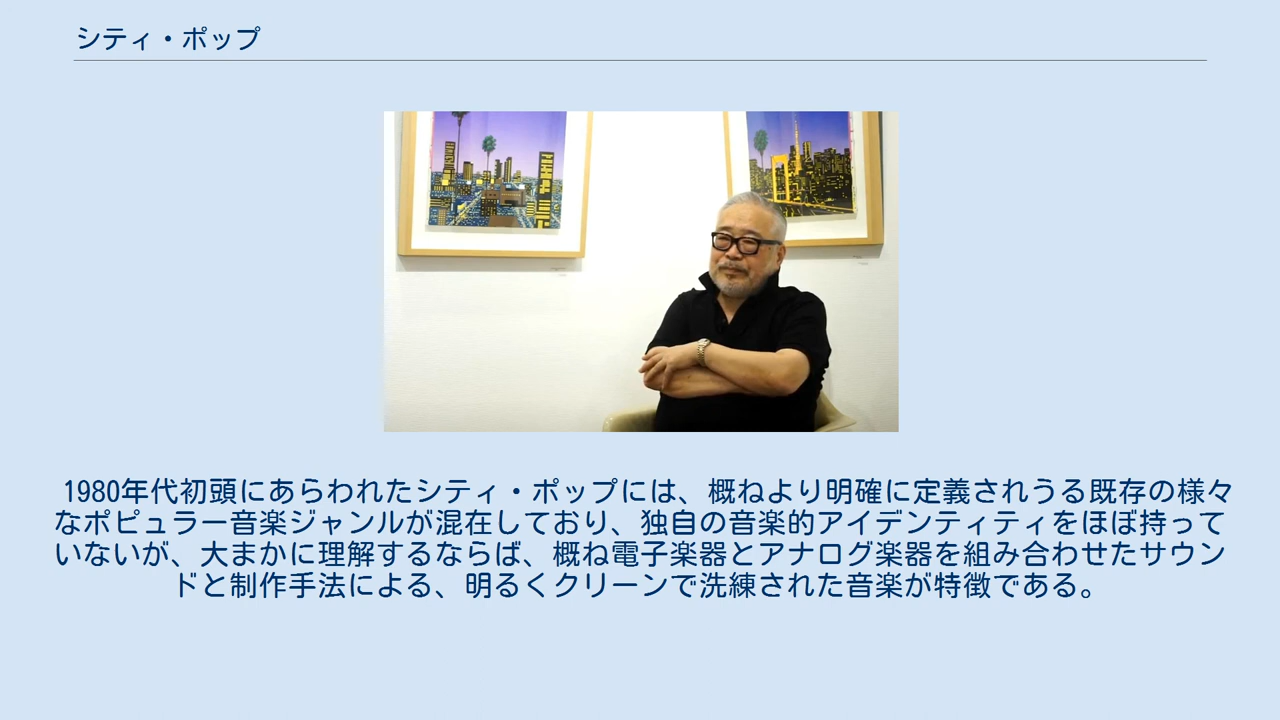 シティ・ポップ
1980年代初頭にあらわれたシティ・ポップには、概ねより明確に定義されうる既存の様々
なポピュラー音楽ジャンルが混在しており、独自の音楽的アイデンティティをほぼ持って
いないが、大まかに理解するならば、概ね電子楽器とアナログ楽器を組み合わせたサウン
ドと制作手法による、明るくクリーンで洗練された音楽が特徴である。